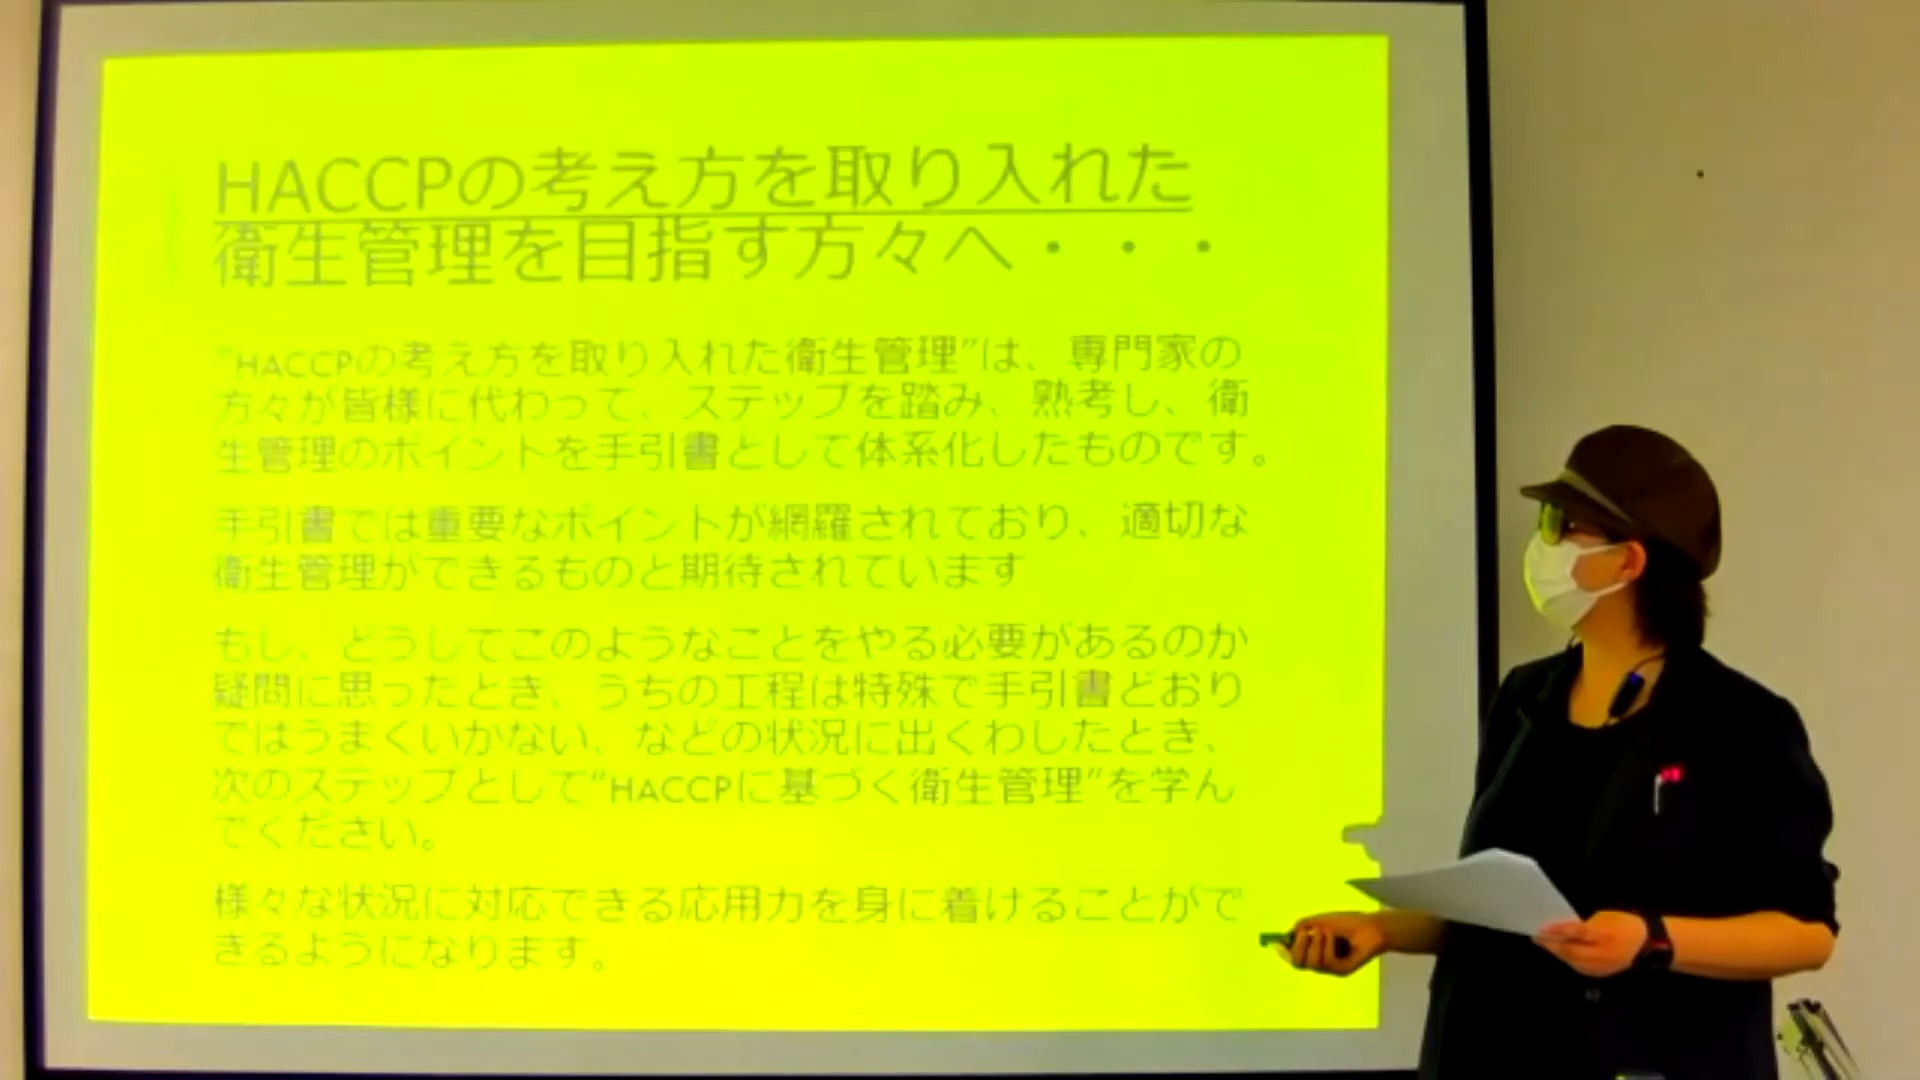 HACCPの考え方を取り入れた
衛生管理を目指す方々へ・・・
"HACCPの考え方を取り入れた衛生管理"は、専門家の
方々が皆様に代わって、ステップを踏み、熟考し、衛
生管理のポイントを手引書として体系化したものです。
手引書では重要なポイントが網羅されており、適切な
衛生管理ができるものと期待されています
もし、どうしてこのようなことをやる必要があるのか
疑問に思ったとき、うちの工程は特殊で手引書どおり
ではうまくいかない、などの状況に出くわしたとき、
次のステップとして"HACCPに基づく衛生管理"を学ん
でください。
様々な状況に対応できる応用力を身に着けることがで
きるようになります。